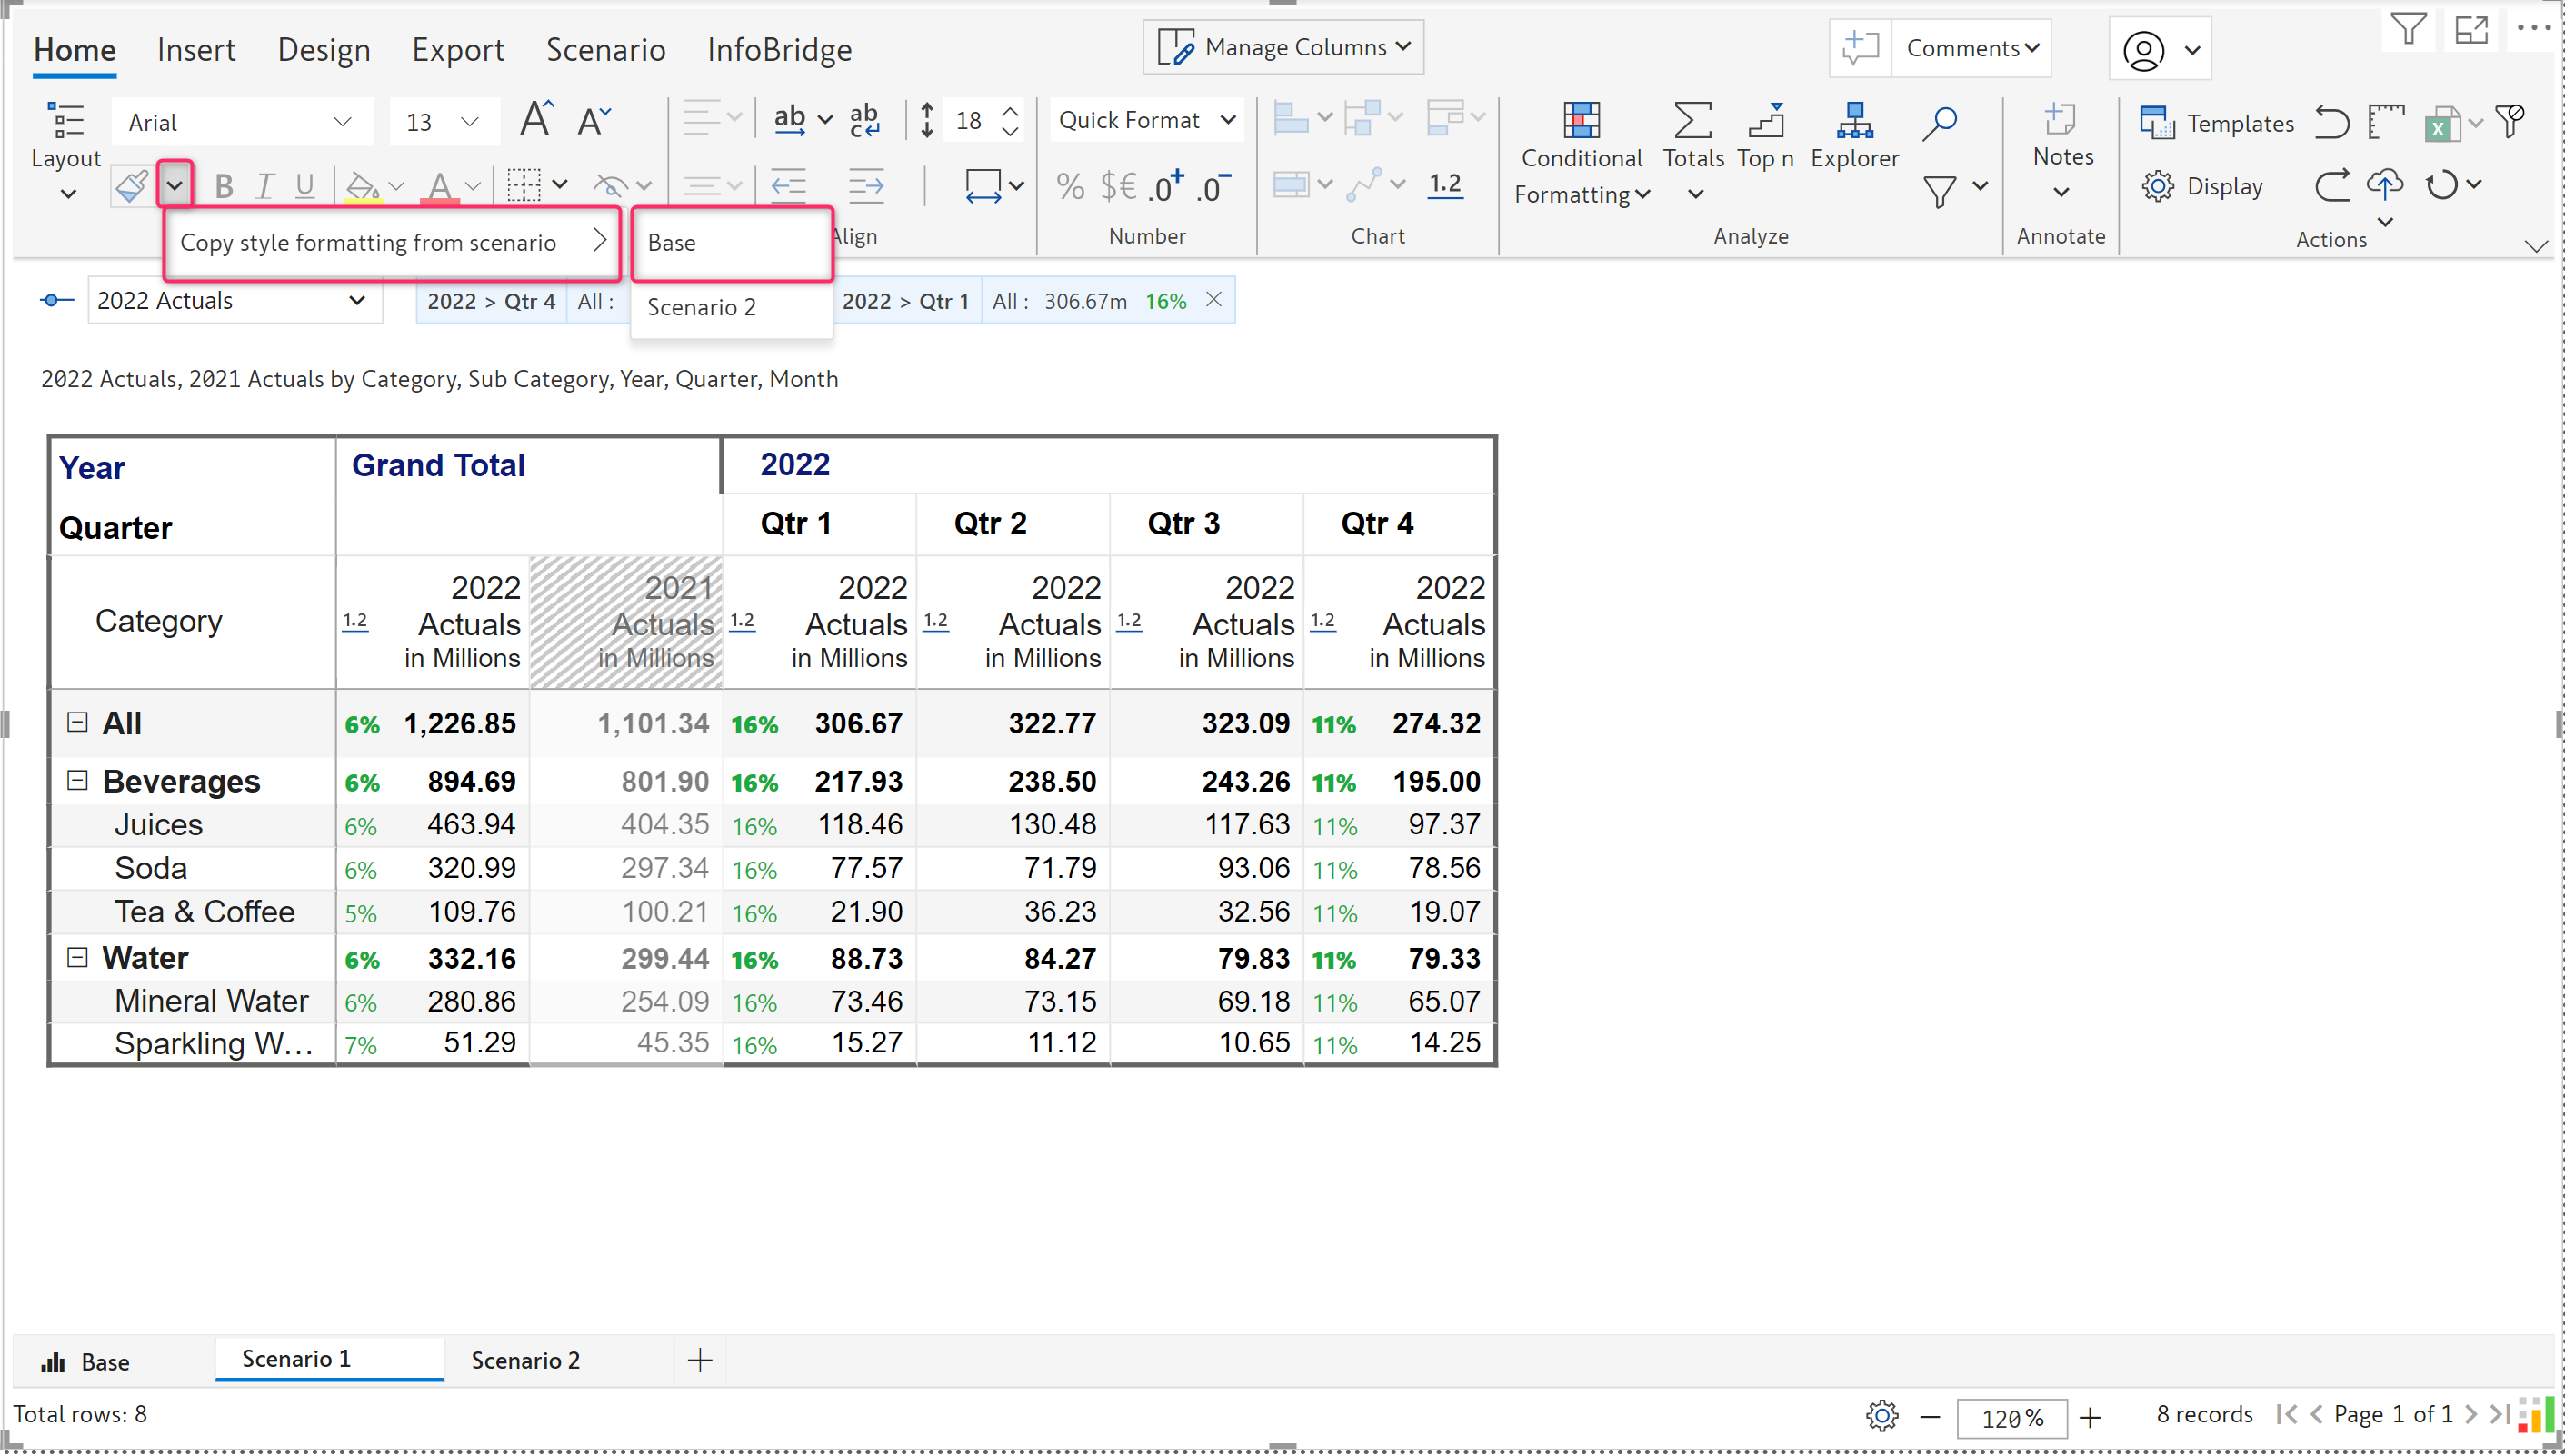 Home Insert Design Export Scenario InfoBridge Manage Columns Comments
Layout Arial 13 A A ab ab c 18 Quick Format Conditional Formatting Totals Top n Explorer Notes Templates
B I U A % $€ .0+ .0- 1.2 Display
Align Number Chart Analyze Annotate Actions
Copy style formatting from scenario Base
Scenario 2
2022 Actuals 2022 > Qtr 4 All : 2022 > Qtr 1 All : 306.67m 16%
2022 Actuals, 2021 Actuals by Category, Sub Category, Year, Quarter, Month
Year Grand Total 2022
Quarter Qtr 1 Qtr 2 Qtr 3 Qtr 4
Category 1.2 2022 Actuals in Millions 2021 Actuals in Millions 1.2 2022 Actuals in Millions 1.2 2022 Actuals in Millions 1.2 2022 Actuals in Millions 1.2 2022 Actuals in Millions
All 6% 1,226.85 1,101.34 16% 306.67 322.77 323.09 11% 274.32
Beverages 6% 894.69 801.90 16% 217.93 238.50 243.26 11% 195.00
Juices 6% 463.94 404.35 16% 118.46 130.48 117.63 11% 97.37
Soda 6% 320.99 297.34 16% 77.57 71.79 93.06 11% 78.56
Tea & Coffee 5% 109.76 100.21 16% 21.90 36.23 32.56 11% 19.07
Water 6% 332.16 299.44 16% 88.73 84.27 79.83 11% 79.33
Mineral Water 6% 280.86 254.09 16% 73.46 73.15 69.18 11% 65.07
Sparkling W... 7% 51.29 45.35 16% 15.27 11.12 10.65 11% 14.25
Base Scenario 1 Scenario 2
Total rows: 8 120% 8 records Page 1 of 1